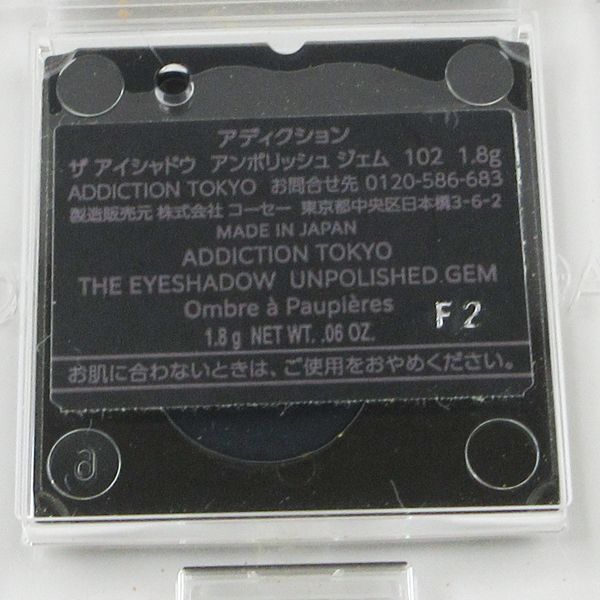 アディクション
ザ アイシャドウ アンポリッシュ ジェム 102 1.8g
ADDICTION TOKYO お問合せ先 0120-586-683
製造販売元 株式会社 コーセー 東京都中央区日本橋3-6-2
MADE IN JAPAN
ADDICTION TOKYO
THE EYESHADOW UNPOLISHED GEM
Ombre à Paupières
1.8 g NET WT. .06 OZ.
F2
お肌に合わないときは、ご使用をおやめください。
a